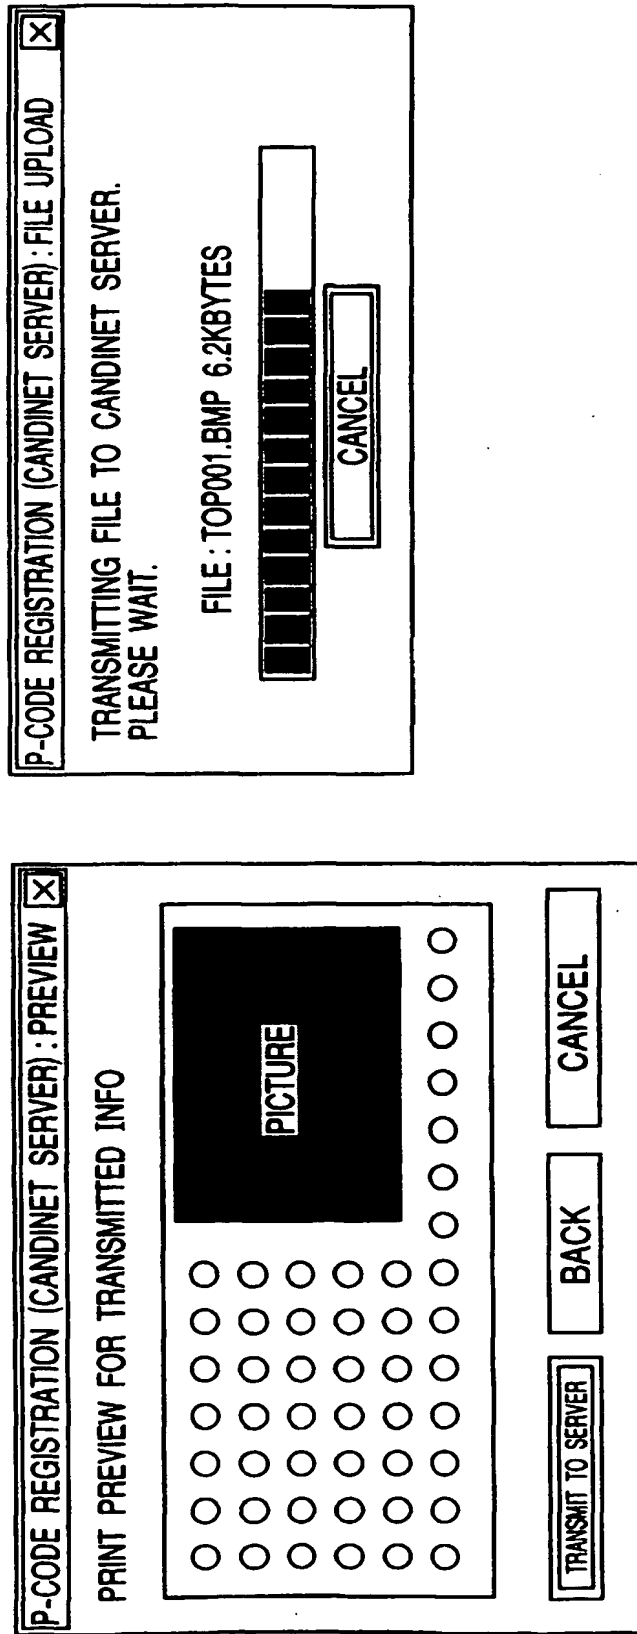 P-CODE REGISTRATION (CANDINET SERVER) : PREVIEW X
PRINT PREVIEW FOR TRANSMITTED INFO
PICTURE
TRANSMIT TO SERVER
BACK
CANCEL
P-CODE REGISTRATION (CANDINET SERVER) : FILE UPLOAD X
TRANSMITTING FILE TO CANDINET SERVER.
PLEASE WAIT.
FILE : TOP001.BMP 6.2KBYTES
CANCEL